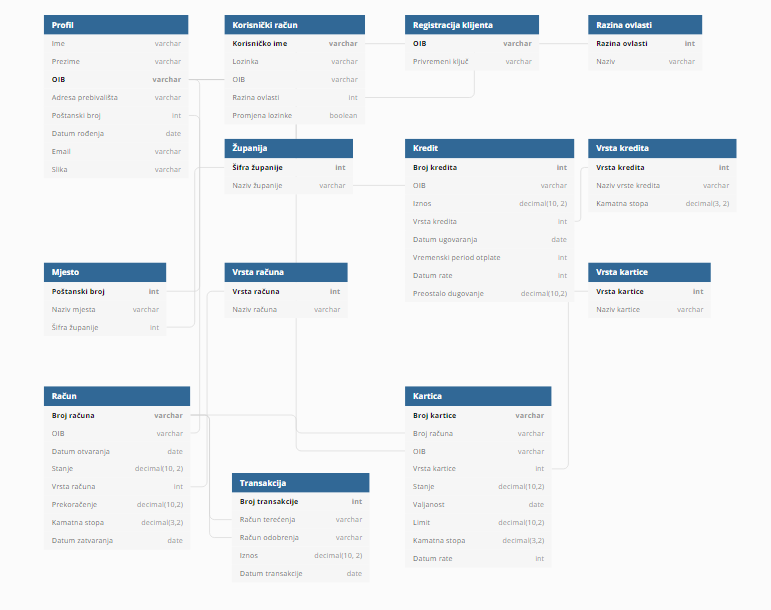 Profil
Ime varchar
Prezime varchar
OIB varchar
Adresa prebivališta varchar
Poštanski broj int
Datum rođenja date
Email varchar
Slika varchar
Korisnički račun
Korisničko ime varchar
Lozinka varchar
OIB varchar
Razina ovlasti int
Promjena lozinke boolean
Registracija klijenta
OIB varchar
Privremeni ključ varchar
Razina ovlasti
Razina ovlasti int
Naziv varchar
Županija
Šifra županije int
Naziv županije varchar
Kredit
Broj kredita int
OIB varchar
Iznos decimal(10, 2)
Vrsta kredita int
Datum ugovaranja date
Vremenski period otplate int
Datum rate int
Preostalo dugovanje decimal(10,2)
Vrsta kredita
Vrsta kredita int
Naziv vrste kredita varchar
Kamatna stopa decimal(3, 2)
Mjesto
Poštanski broj int
Naziv mjesta varchar
Šifra županije int
Vrsta računa
Vrsta računa int
Naziv računa varchar
Vrsta kartice
Vrsta kartice int
Naziv kartice varchar
Račun
Broj računa varchar
OIB varchar
Datum otvaranja date
Stanje decimal(10, 2)
Vrsta računa int
Prekoračenje decimal(10,2)
Kamatna stopa decimal(3,2)
Datum zatvaranja date
Transakcija
Broj transakcije int
Račun terećenja varchar
Račun odobrenja varchar
Iznos decimal(10, 2)
Datum transakcije date
Kartica
Broj kartice varchar
Broj računa varchar
OIB varchar
Vrsta kartice int
Stanje decimal(10,2)
Valjanost date
Limit decimal(10,2)
Kamatna stopa decimal(3,2)
Datum rate int